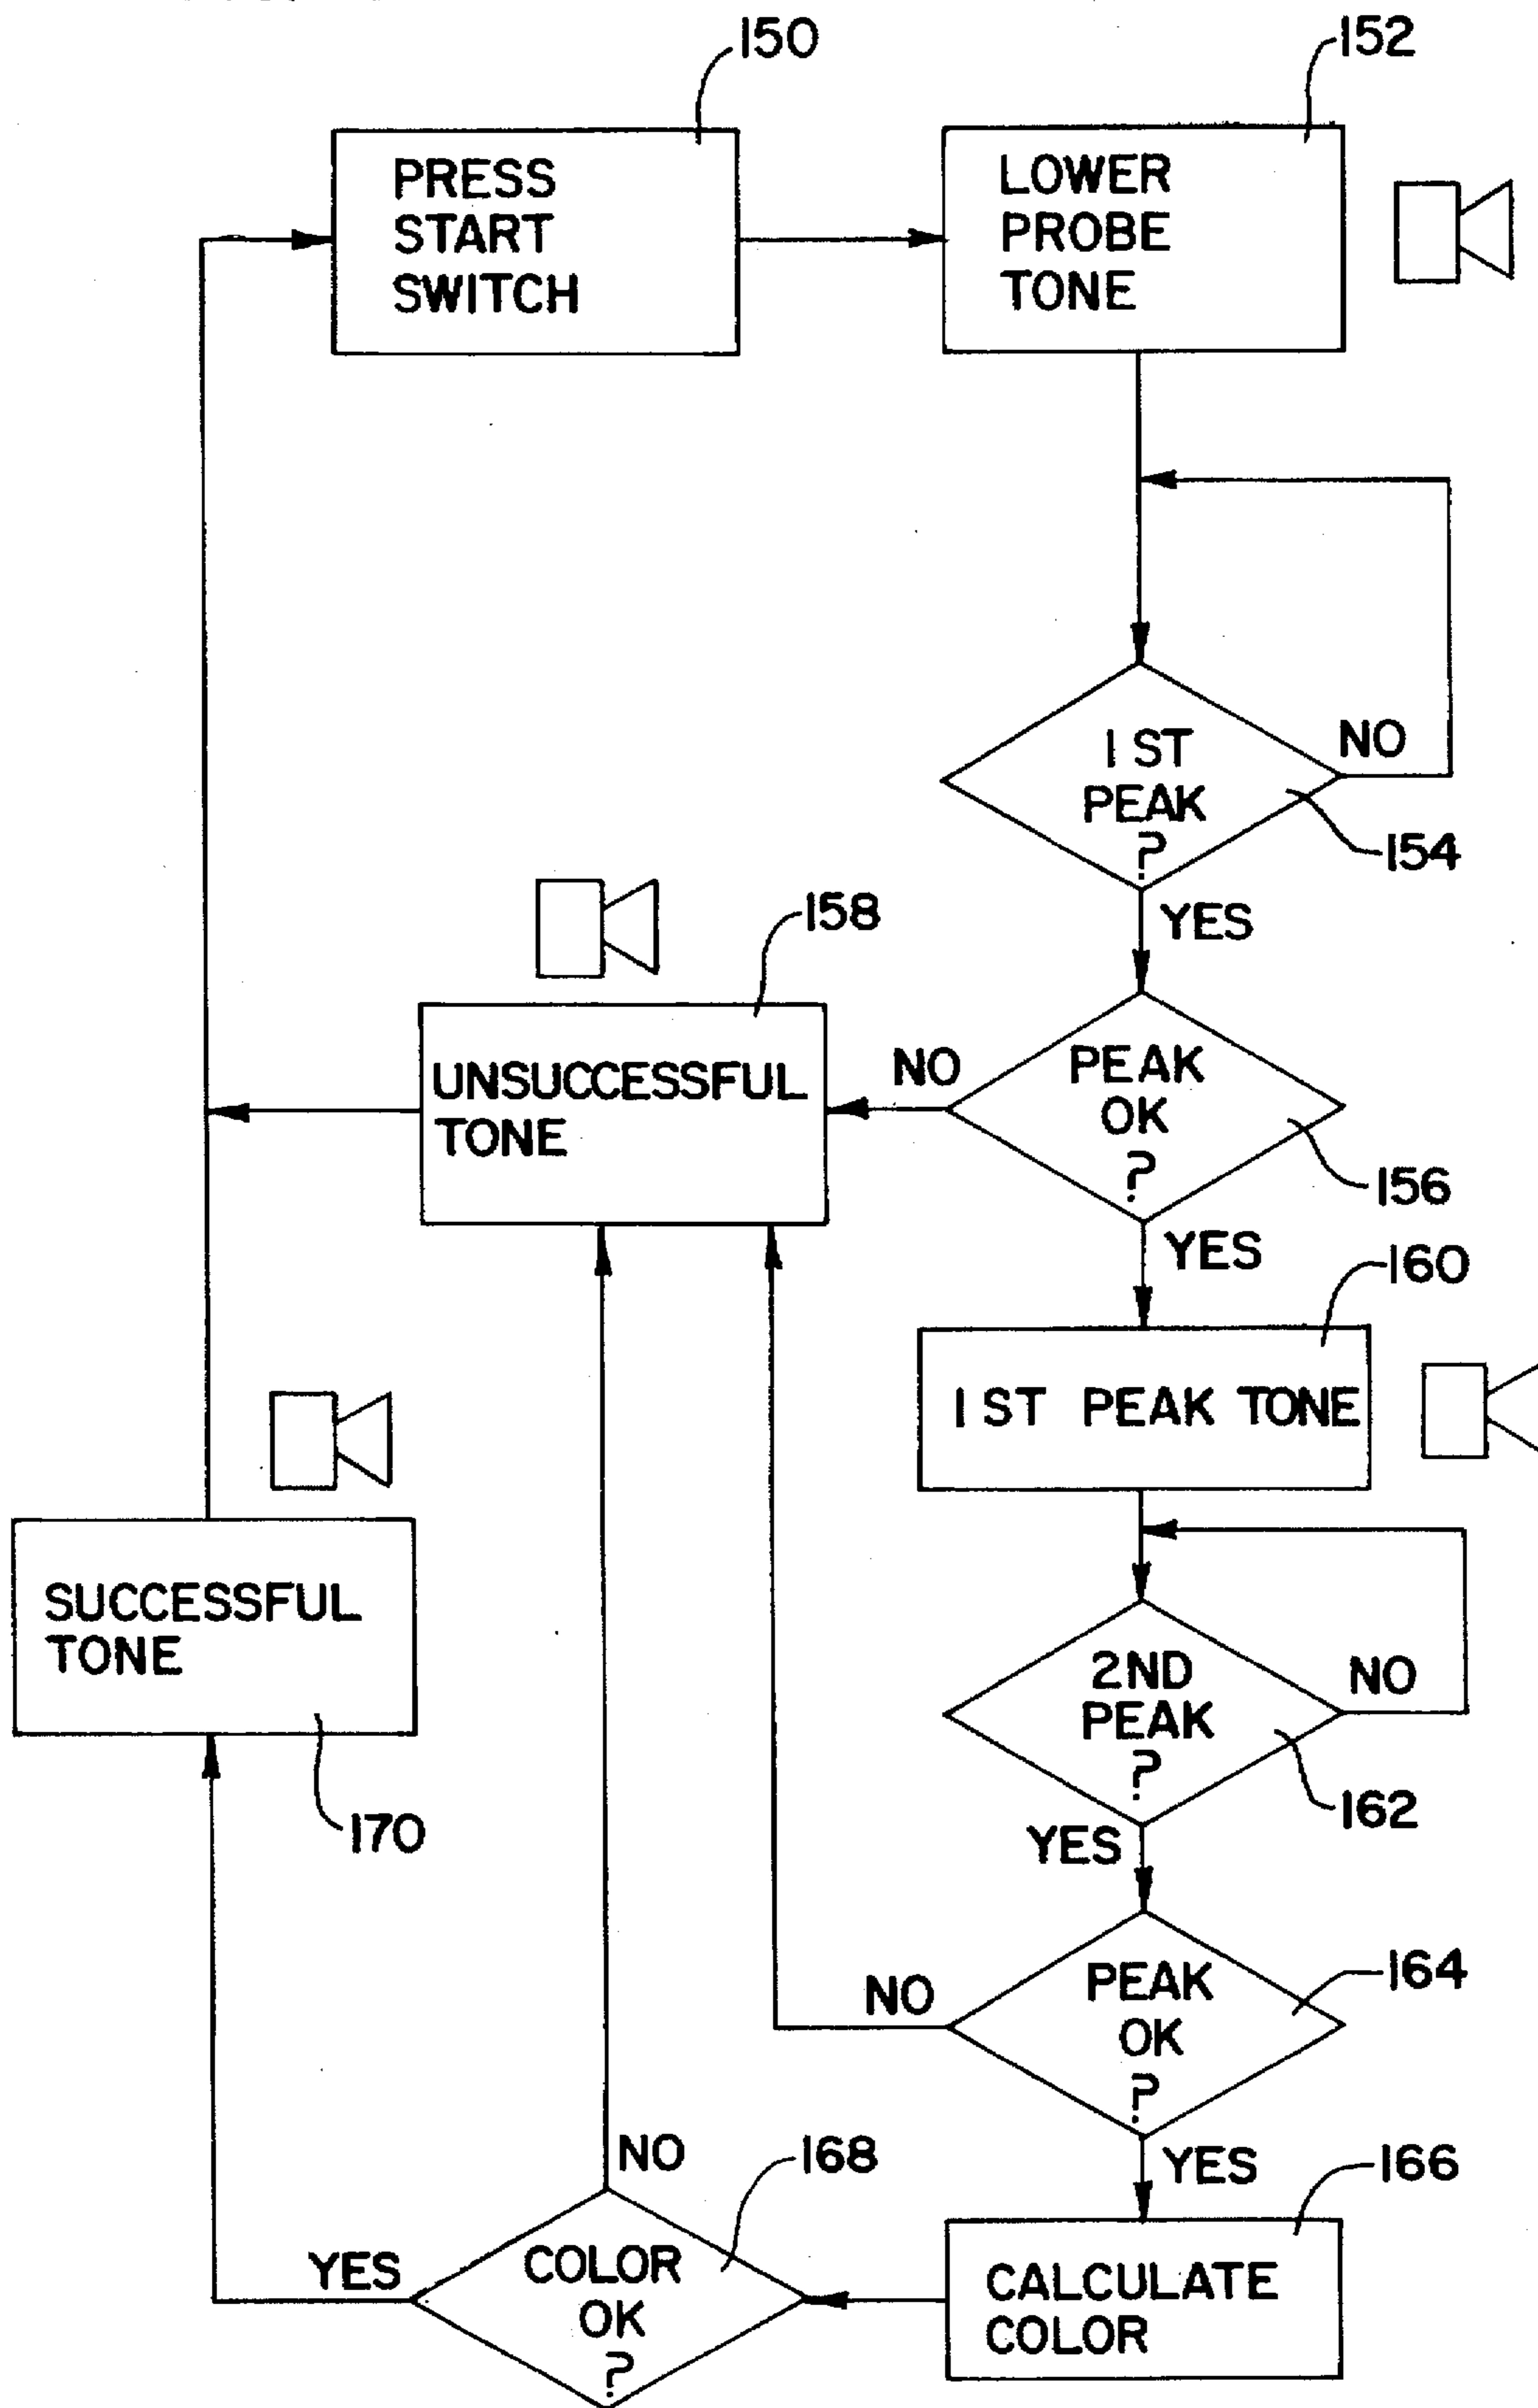 150
152
PRESS
START
SWITCH
LOWER
PROBE
TONE
1 ST
PEAK
?
NO
154
YES
158
UNSUCCESSFUL
TONE
NO
PEAK
OK
?
156
YES
160
1 ST PEAK TONE
SUCCESSFUL
TONE
170
2ND
PEAK
?
NO
162
YES
NO
PEAK
OK
?
164
YES
166
NO
168
YES
COLOR
OK
?
CALCULATE
COLOR